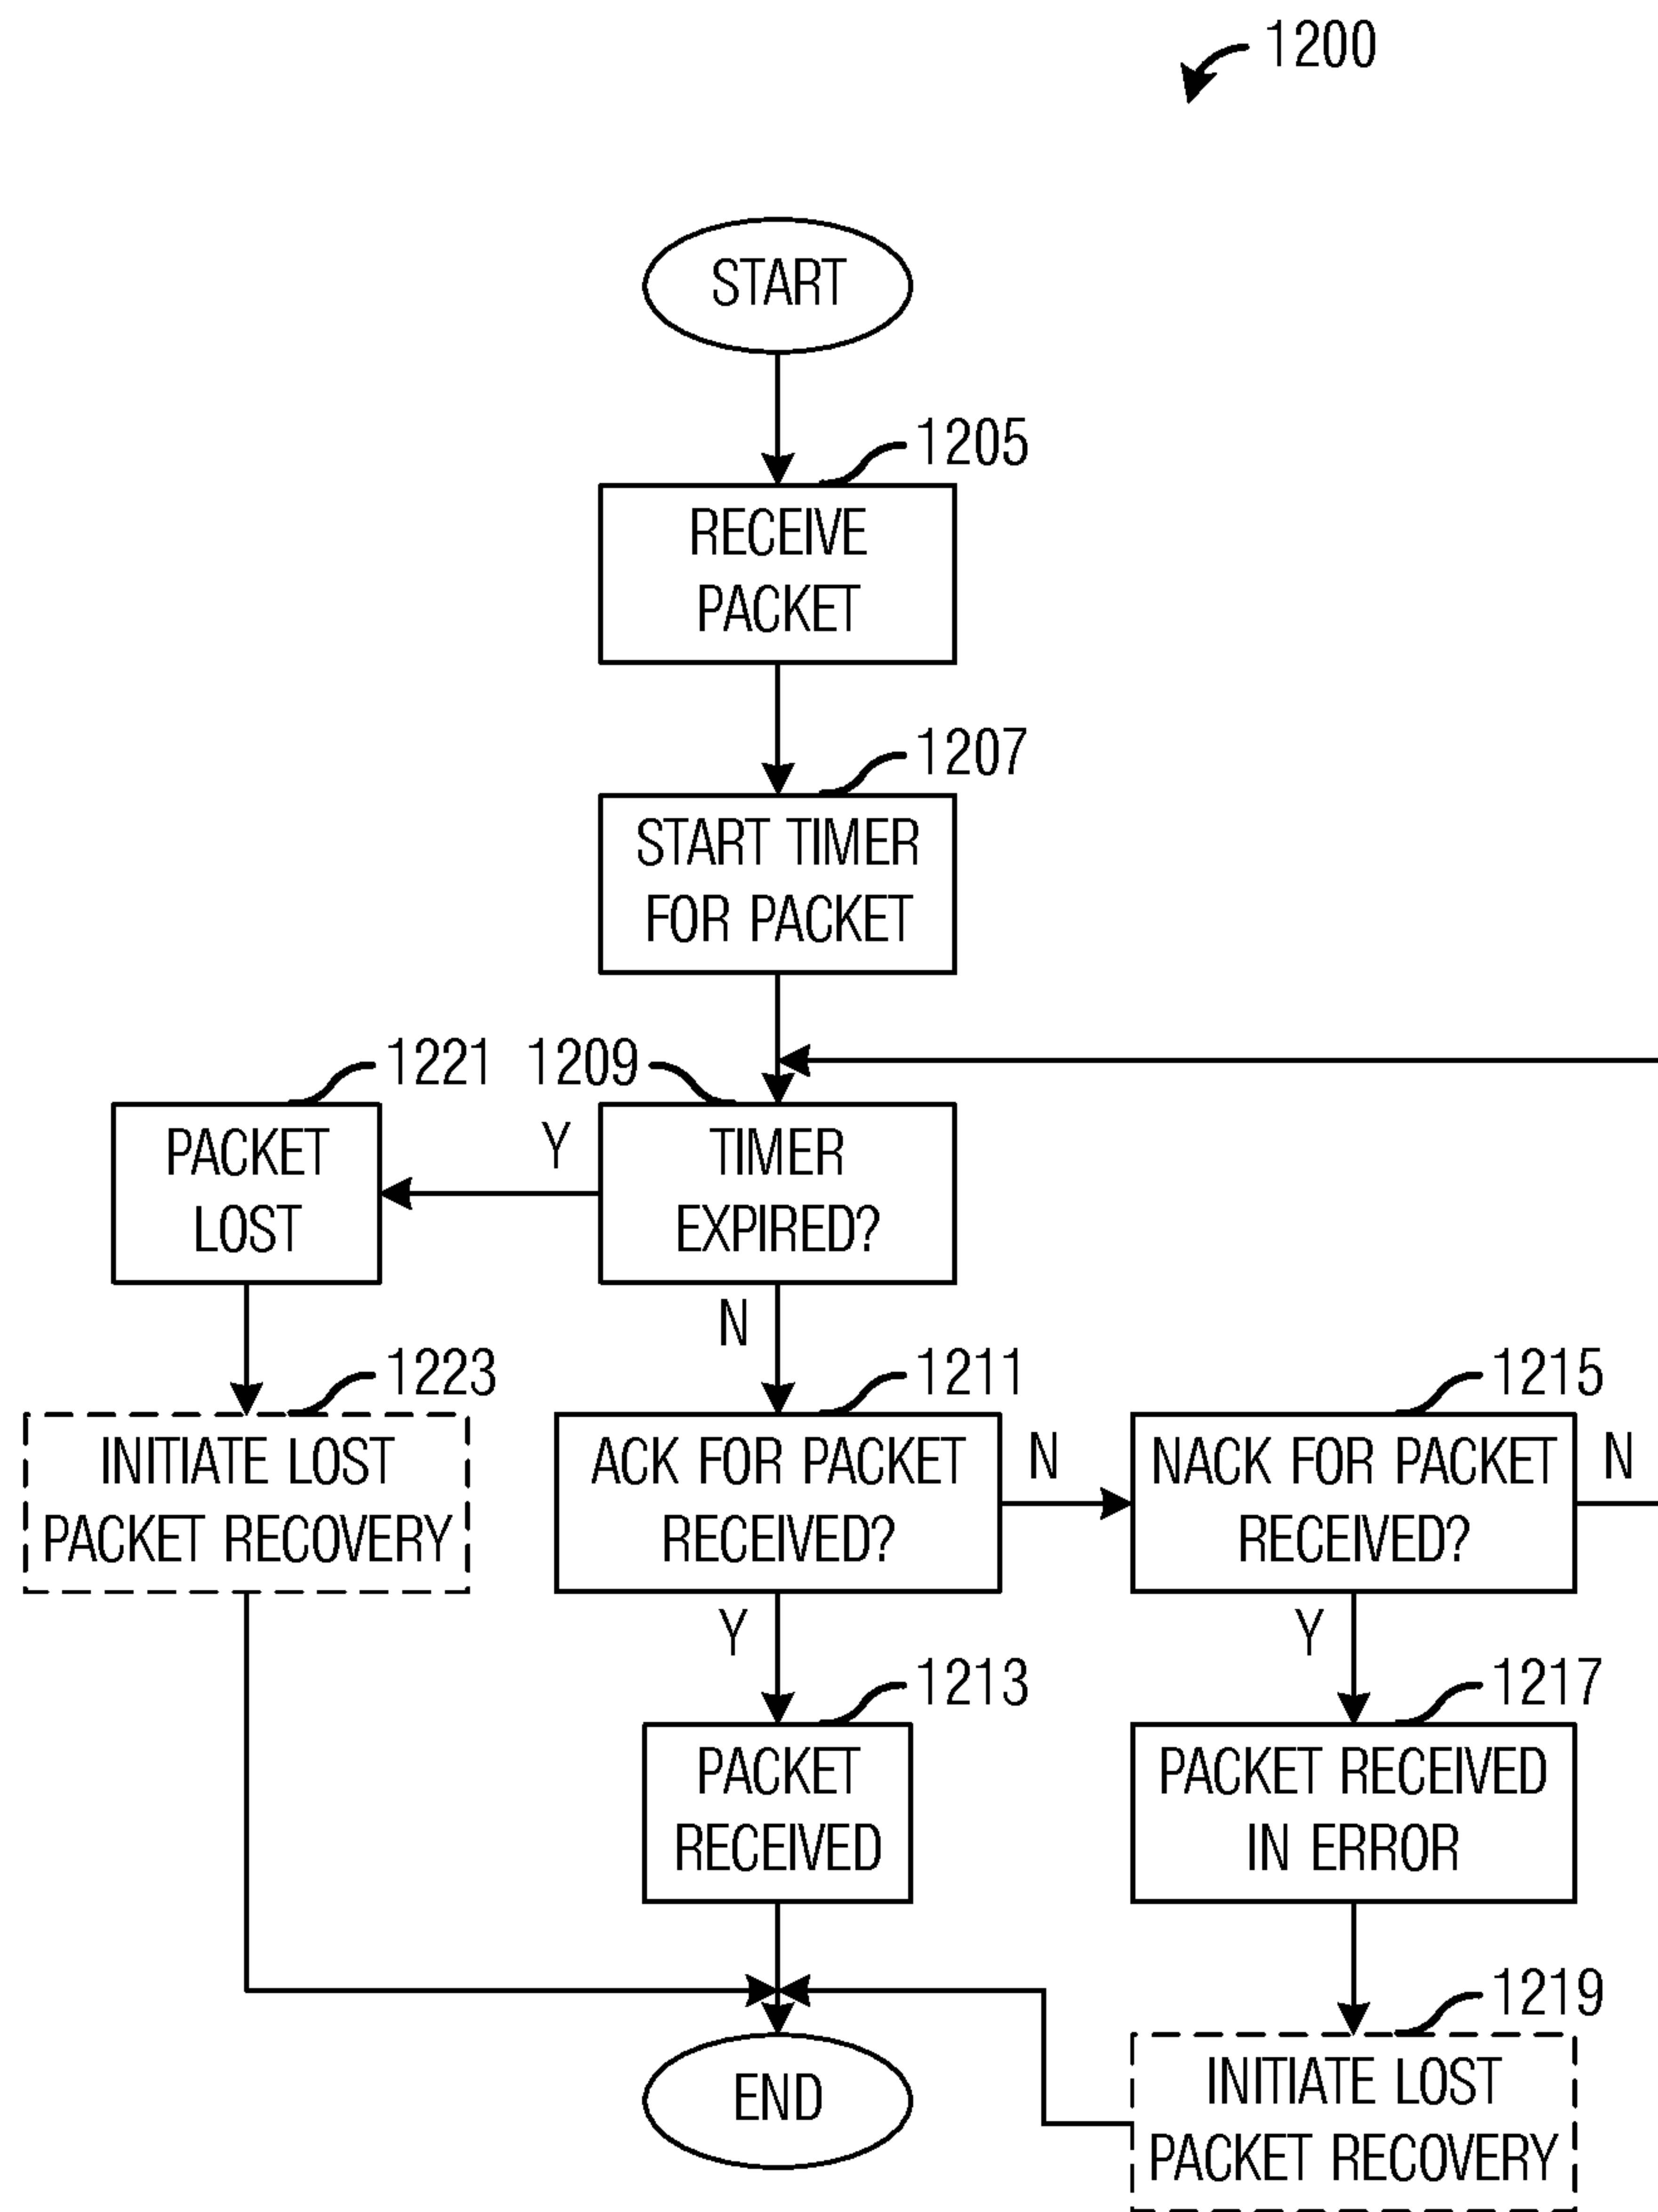 1200
START
1205
RECEIVE
PACKET
1207
START TIMER
FOR PACKET
1221
1209
PACKET
LOST
Y
TIMER
EXPIRED?
N
1223
INITIATE LOST
PACKET RECOVERY
1211
ACK FOR PACKET
RECEIVED?
N
1215
NACK FOR PACKET
RECEIVED?
N
Y
Y
1213
PACKET
RECEIVED
1217
PACKET RECEIVED
IN ERROR
1219
INITIATE LOST
PACKET RECOVERY
END